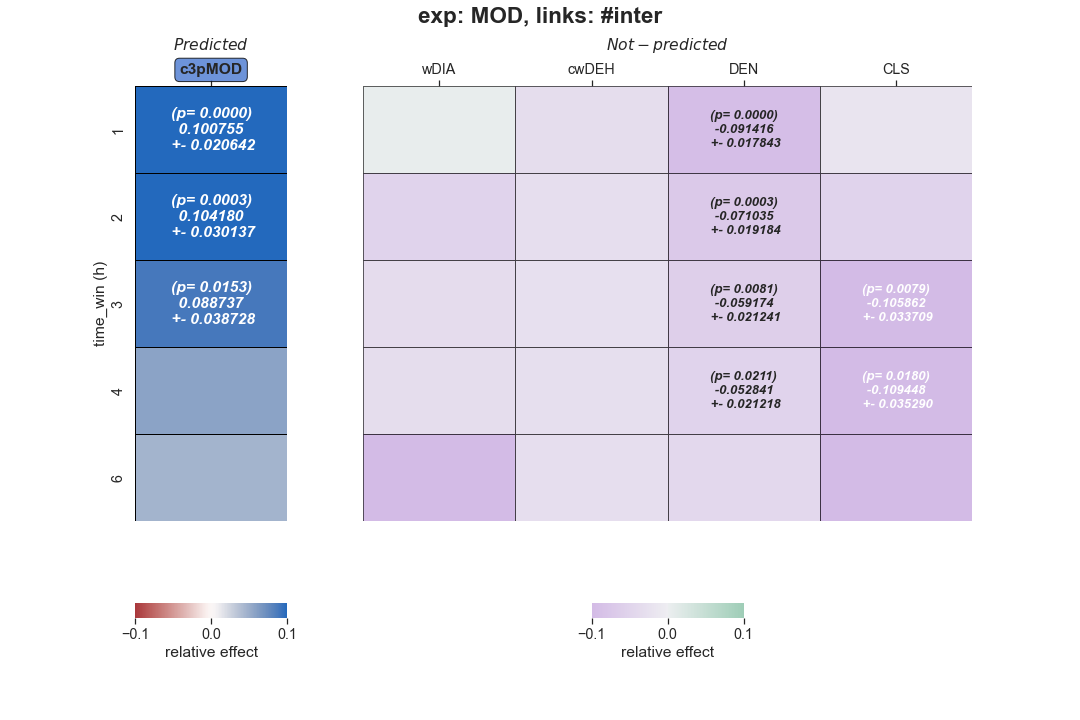 exp: MOD, links: #inter
Predicted
Not − predicted
c3pMOD
wDIA
cwDEH
DEN
CLS
time_win (h)
1
(p= 0.0000)
0.100755
+- 0.020642
(p= 0.0000)
-0.091416
+- 0.017843
2
(p= 0.0003)
0.104180
+- 0.030137
(p= 0.0003)
-0.071035
+- 0.019184
3
(p= 0.0153)
0.088737
+- 0.038728
(p= 0.0081)
-0.059174
+- 0.021241
(p= 0.0079)
-0.105862
+- 0.033709
4
(p= 0.0211)
-0.052841
+- 0.021218
(p= 0.0180)
-0.109448
+- 0.035290
6
−0.1
0.0
0.1
relative effect
−0.1
0.0
0.1
relative effect